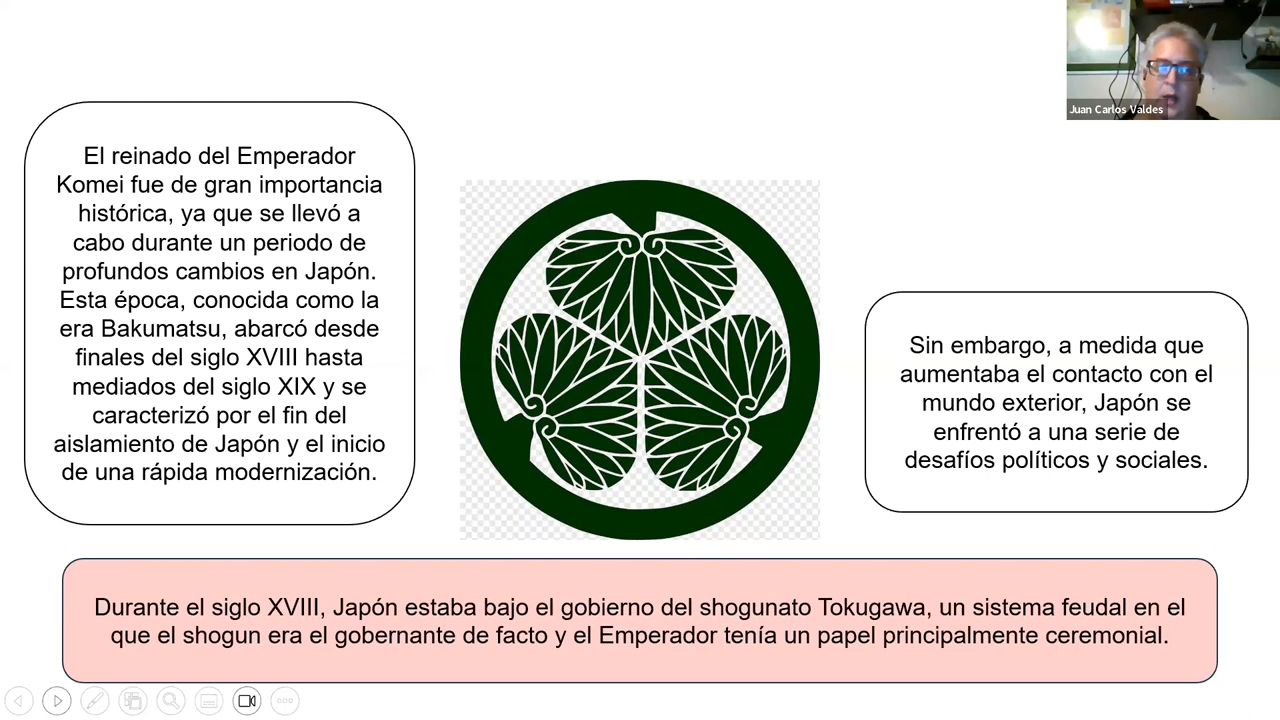 Juan Carlos Valdes
El reinado del Emperador
Komei fue de gran importancia
histórica, ya que se llevó a
cabo durante un periodo de
profundos cambios en Japón.
Esta época, conocida como la
era Bakumatsu, abarcó desde
finales del siglo XVIII hasta
mediados del siglo XIX y se
caracterizó por el fin del
aislamiento de Japón y el inicio
de una rápida modernización.
Sin embargo, a medida que
aumentaba el contacto con el
mundo exterior, Japón se
enfrentó a una serie de
desafíos políticos y sociales.
Durante el siglo XVIII, Japón estaba bajo el gobierno del shogunato Tokugawa, un sistema feudal en el
que el shogun era el gobernante de facto y el Emperador tenía un papel principalmente ceremonial.